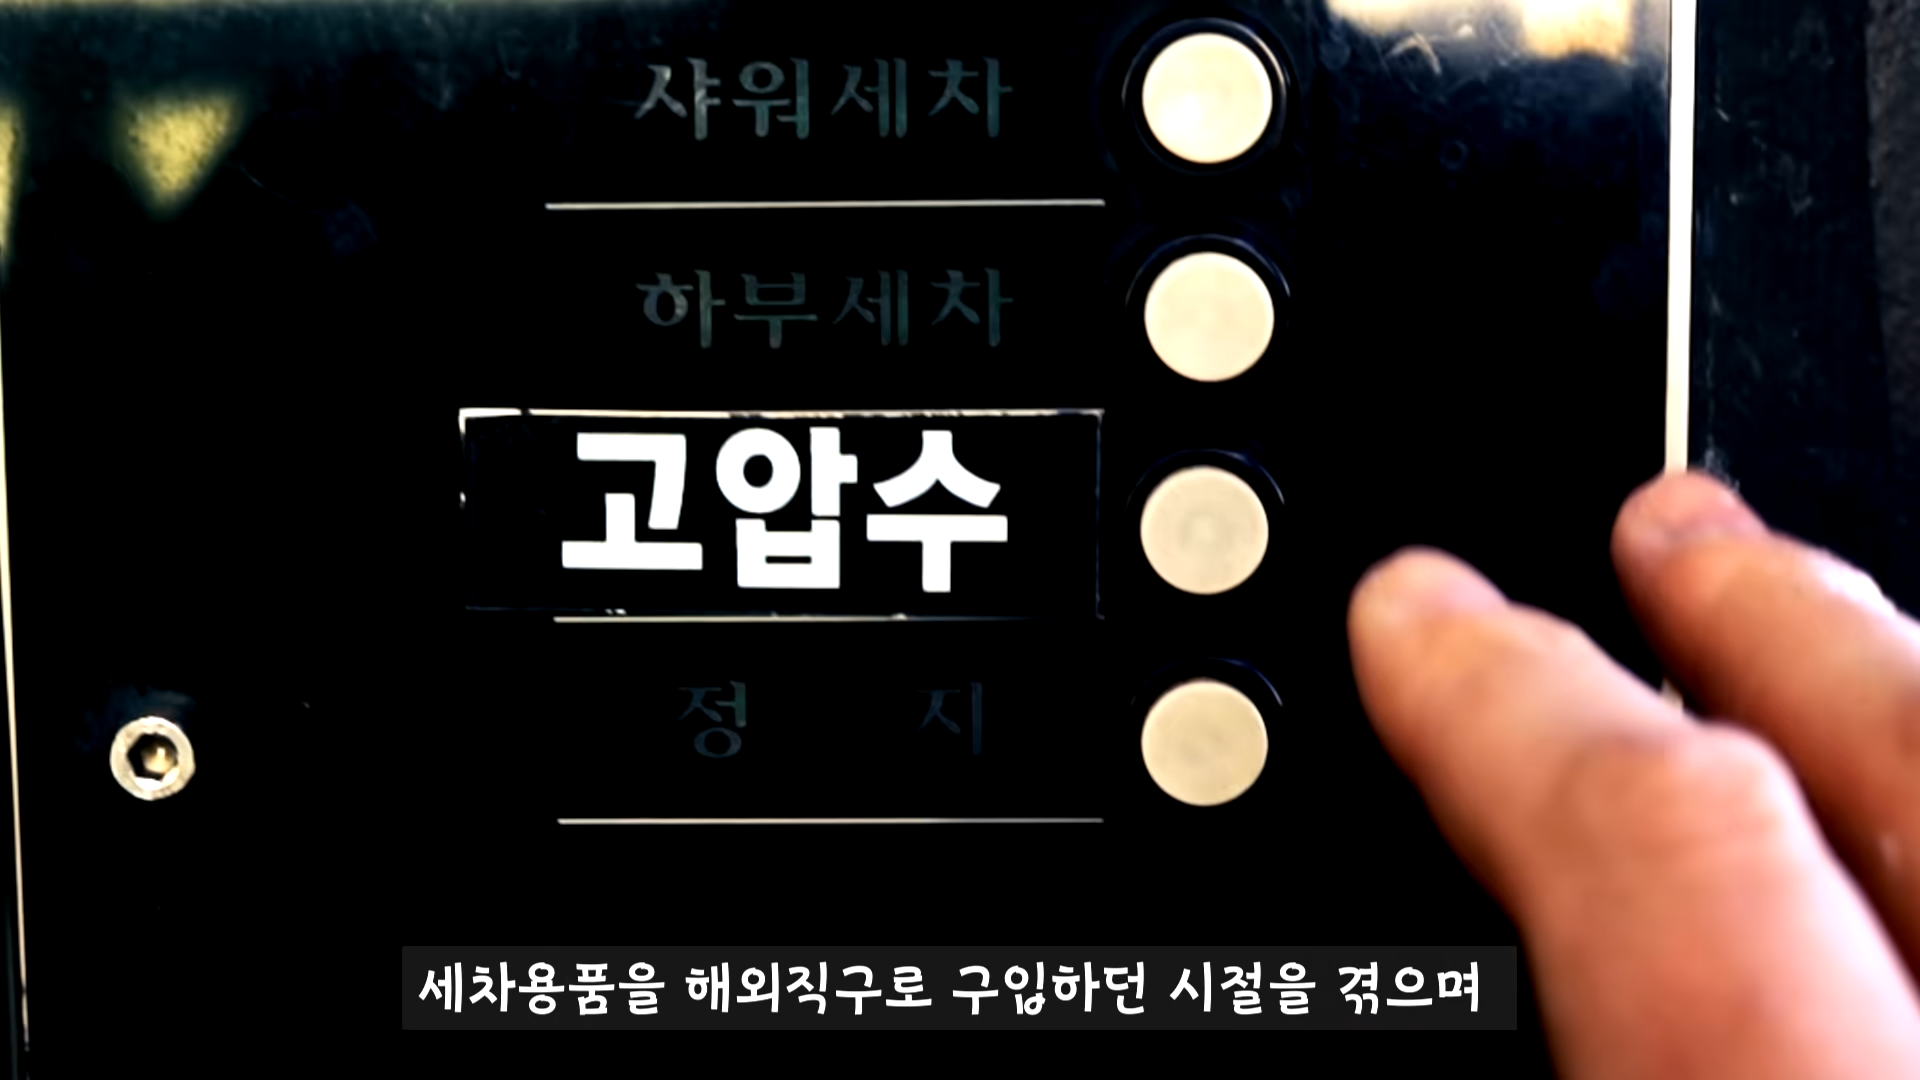 샤워세차
하부세차
고압수
정 지
세차용품을 해외직구로 구입하던 시절을 겪으며